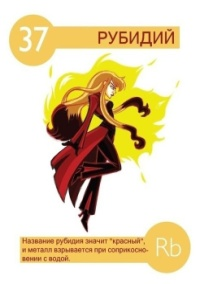 37
РУБИДИЙ
Название рубидия значит "красный",
и металл взрывается при соприкосно-
вении с водой.
Rb